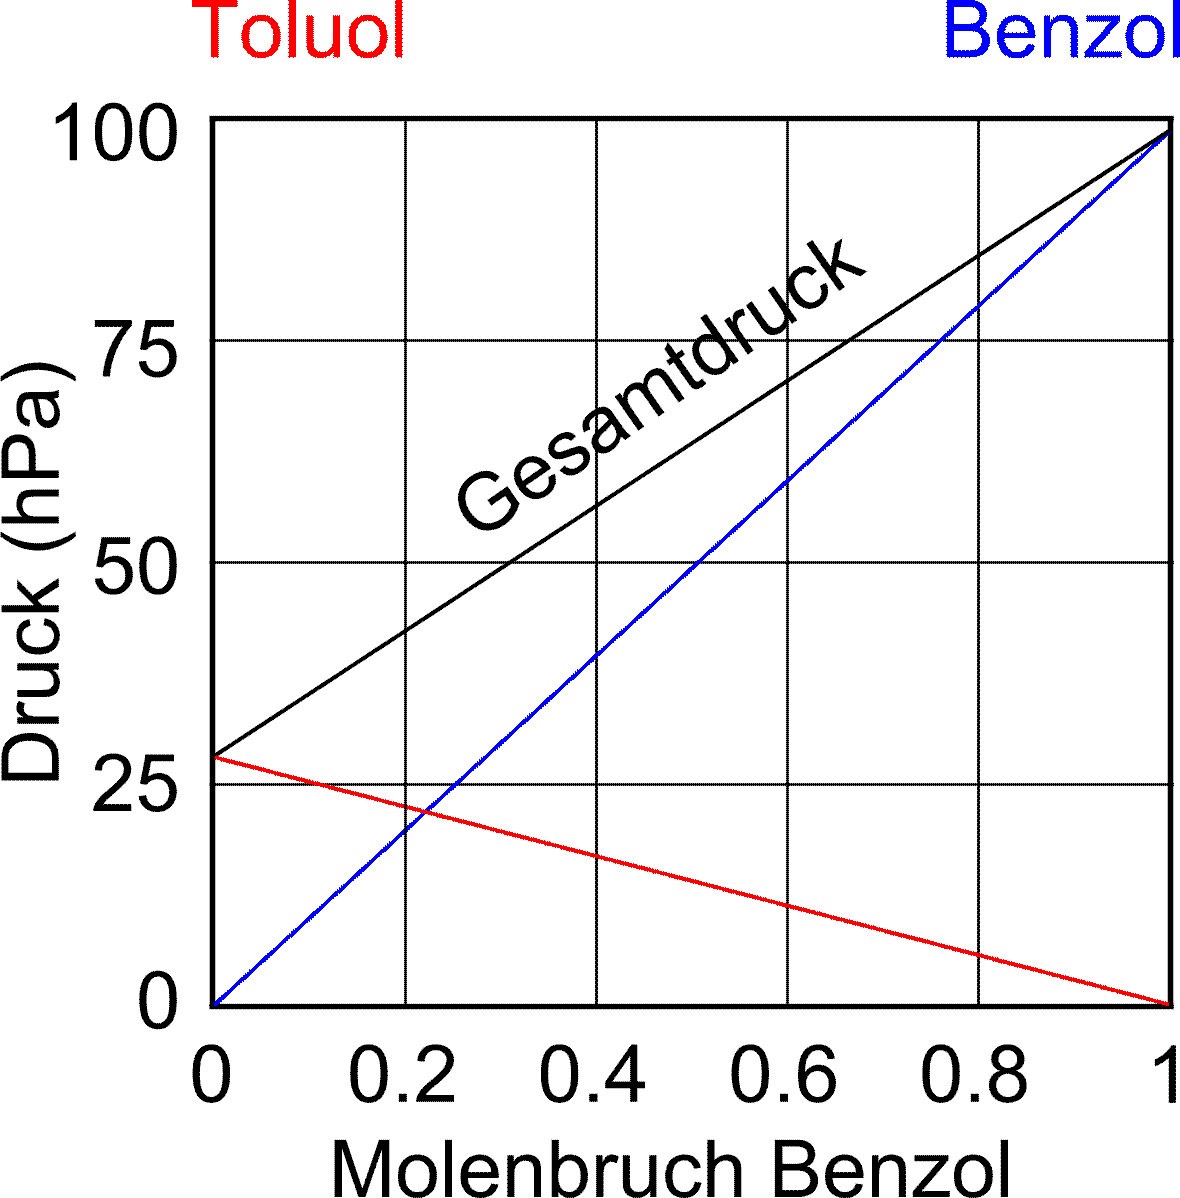 Toluol
Benzol
100
75
50
25
0
Druck (hPa)
Gesamtdruck
0 0.2 0.4 0.6 0.8 1
Molenbruch Benzol